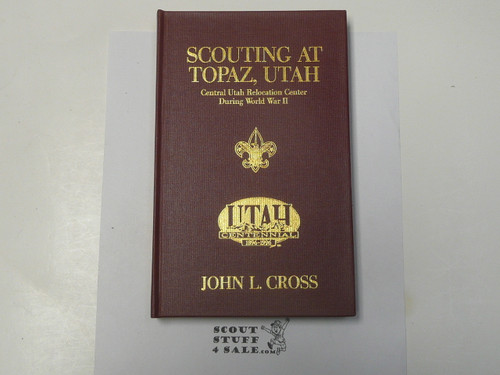 SCOUTING AT
TOPAZ, UTAH
Central Utah Relocation Center
During World War II
UTAH
CENTENNIAL
1896-1996
JOHN L. CROSS
SCOUT
STUFF
4 SALE.com